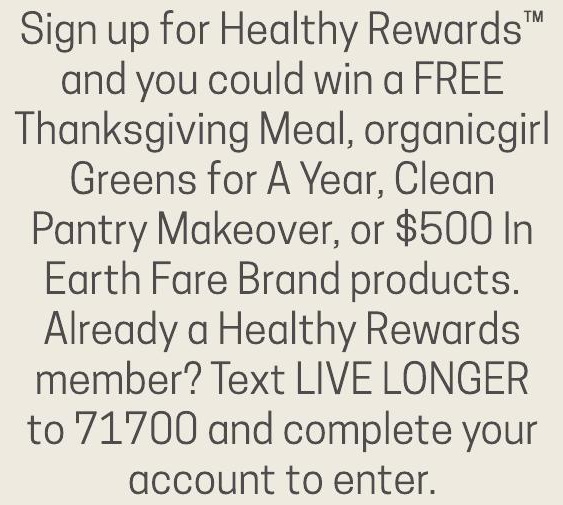 Sign up for Healthy Rewards™
and you could win a FREE
Thanksgiving Meal, organicgirl
Greens for A Year, Clean
Pantry Makeover, or $500 In
Earth Fare Brand products.
Already a Healthy Rewards
member? Text LIVE LONGER
to 71700 and complete your
account to enter.